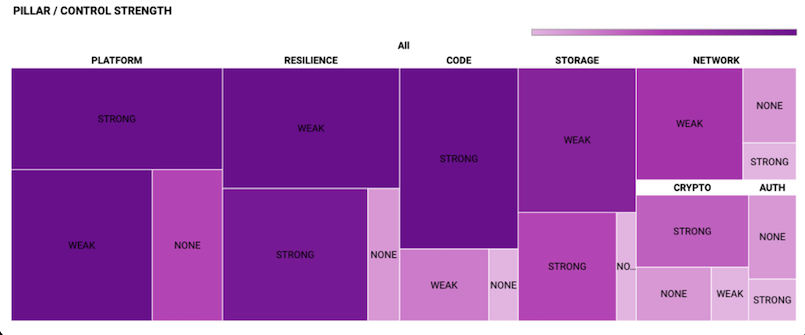 PILLAR / CONTROL STRENGTH
All
PLATFORM
STRONG
WEAK
NONE
RESILIENCE
WEAK
STRONG
NONE
CODE
STRONG
WEAK
NONE
STORAGE
WEAK
STRONG
NO...
NETWORK
WEAK
NONE
STRONG
CRYPTO
STRONG
NONE
WEAK
AUTH
NONE
STRONG